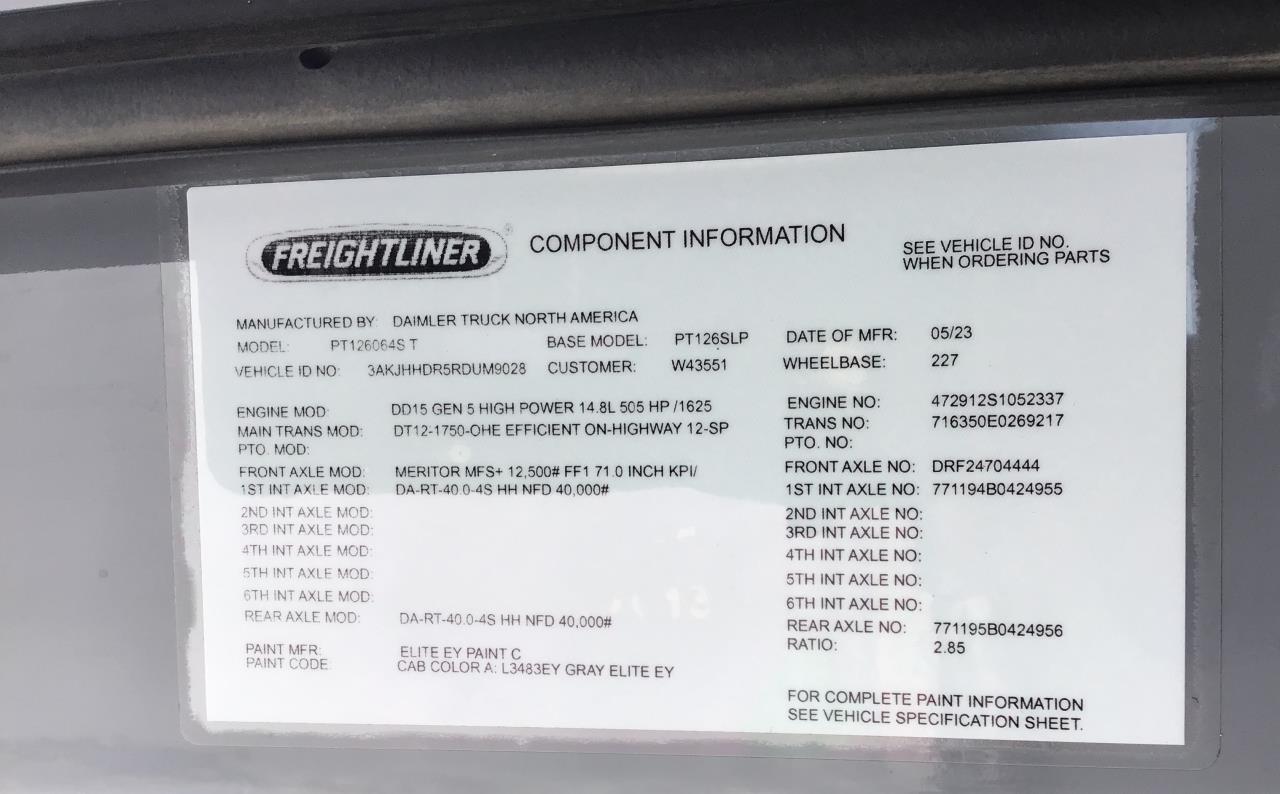 FREIGHTLINER ® COMPONENT INFORMATION
SEE VEHICLE ID NO.
WHEN ORDERING PARTS
MANUFACTURED BY: DAIMLER TRUCK NORTH AMERICA
MODEL: PT126064S T BASE MODEL: PT126SLP DATE OF MFR: 05/23
VEHICLE ID NO: 3AKJHHDR5RDUM9028 CUSTOMER: W43551 WHEELBASE: 227
ENGINE MOD: DD15 GEN 5 HIGH POWER 14.8L 505 HP /1625 ENGINE NO: 472912S1052337
MAIN TRANS MOD: DT12-1750-OHE EFFICIENT ON-HIGHWAY 12-SP TRANS NO: 716350E0269217
PTO. MOD: PTO. NO:
FRONT AXLE MOD: MERITOR MFS+ 12,500# FF1 71.0 INCH KPI/ FRONT AXLE NO: DRF24704444
1ST INT AXLE MOD: DA-RT-40.0-4S HH NFD 40,000# 1ST INT AXLE NO: 771194B0424955
2ND INT AXLE MOD: 2ND INT AXLE NO:
3RD INT AXLE MOD: 3RD INT AXLE NO:
4TH INT AXLE MOD: 4TH INT AXLE NO:
5TH INT AXLE MOD: 5TH INT AXLE NO:
6TH INT AXLE MOD: 6TH INT AXLE NO:
REAR AXLE MOD: DA-RT-40.0-4S HH NFD 40,000# REAR AXLE NO: 771195B0424956
RATIO: 2.85
PAINT MFR: ELITE EY PAINT C
PAINT CODE: CAB COLOR A: L3483EY GRAY ELITE EY
FOR COMPLETE PAINT INFORMATION
SEE VEHICLE SPECIFICATION SHEET.